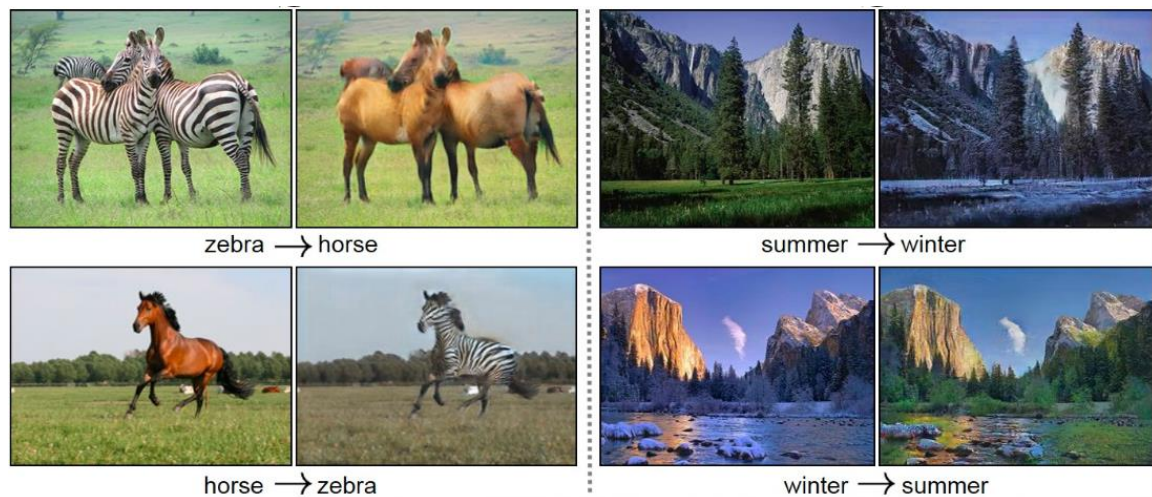 zebra → horse
summer → winter
horse → zebra
winter → summer